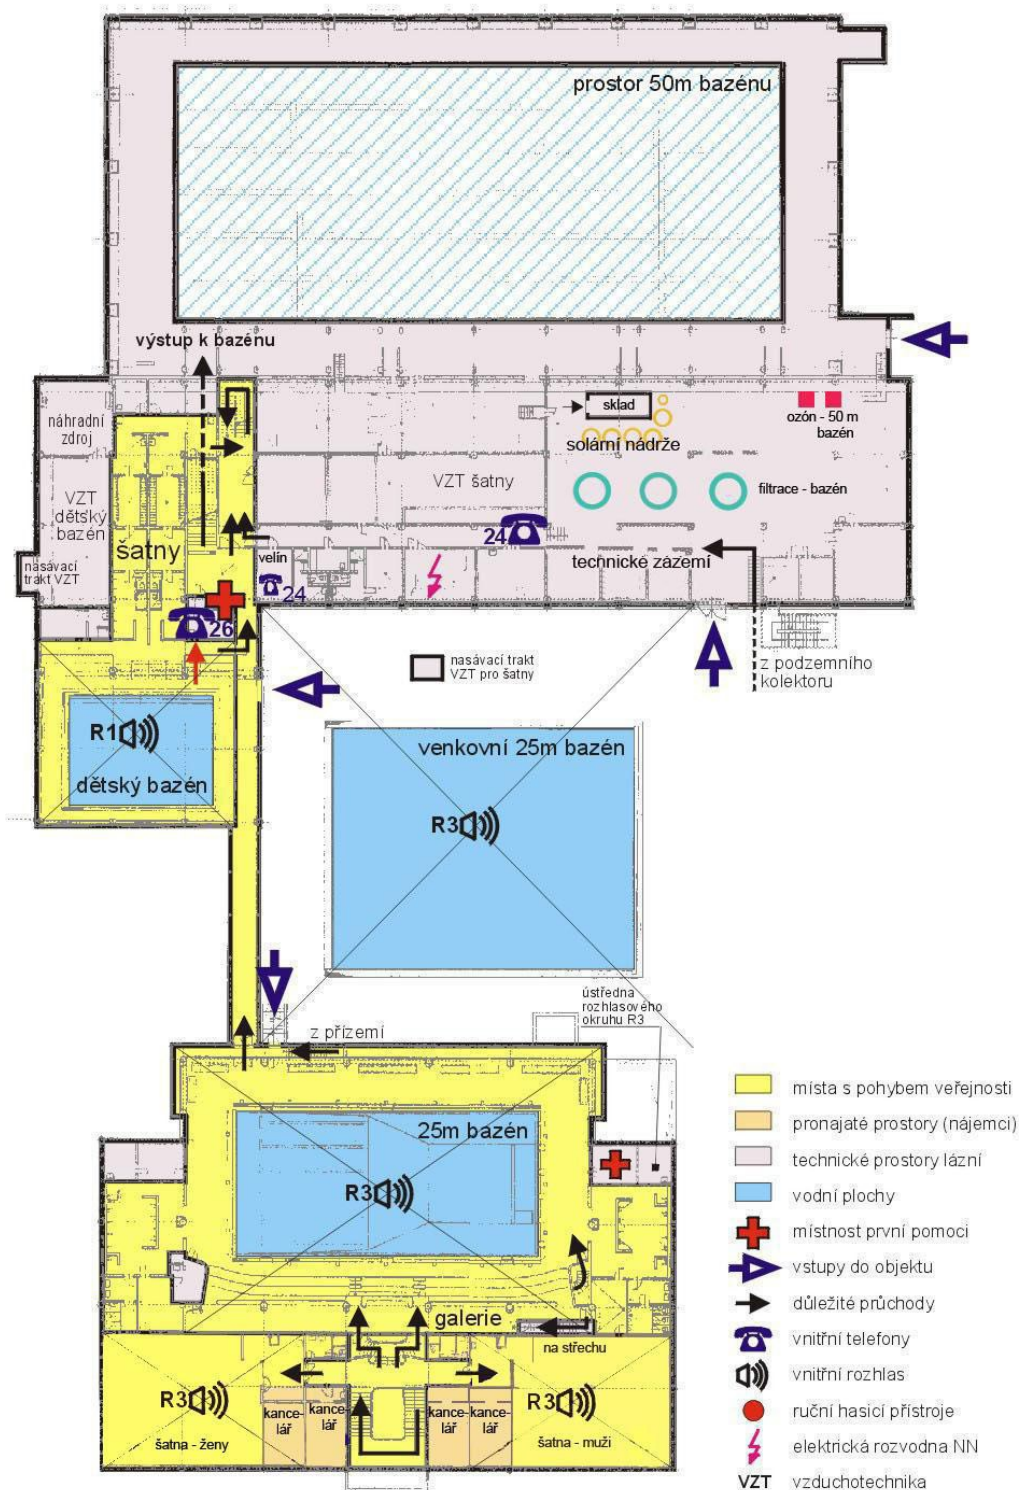 prostor 50m bazénu
výstup k bazénu
náhradní
zdroj
sklad
ozón - 50 m
bazén
solární nádrže
VZT
dětský
bazén
VZT šatny
filtrace - bazén
šatny
24
nasávací
trakt VZT
velín
technické zázemí
24
26
nasávací trakt
VZT pro šatny
z podzemního
kolektoru
R1
dětský bazén
venkovní 25m bazén
R3
ústředna
rozhlasového
okruhu R3
z přízemí
25m bazén
R3
galerie
na střechu
R3
R3
kance-
lář
kance-
lář
kance-
lář
kance-
lář
šatna - ženy
šatna - muži
místa s pohybem veřejnosti
pronajaté prostory (nájemci)
technické prostory lázní
vodní plochy
místnost první pomoci
vstupy do objektu
důležité průchody
vnitřní telefony
vnitřní rozhlas
ruční hasicí přístroje
elektrická rozvodna NN
VZT vzduchotechnika